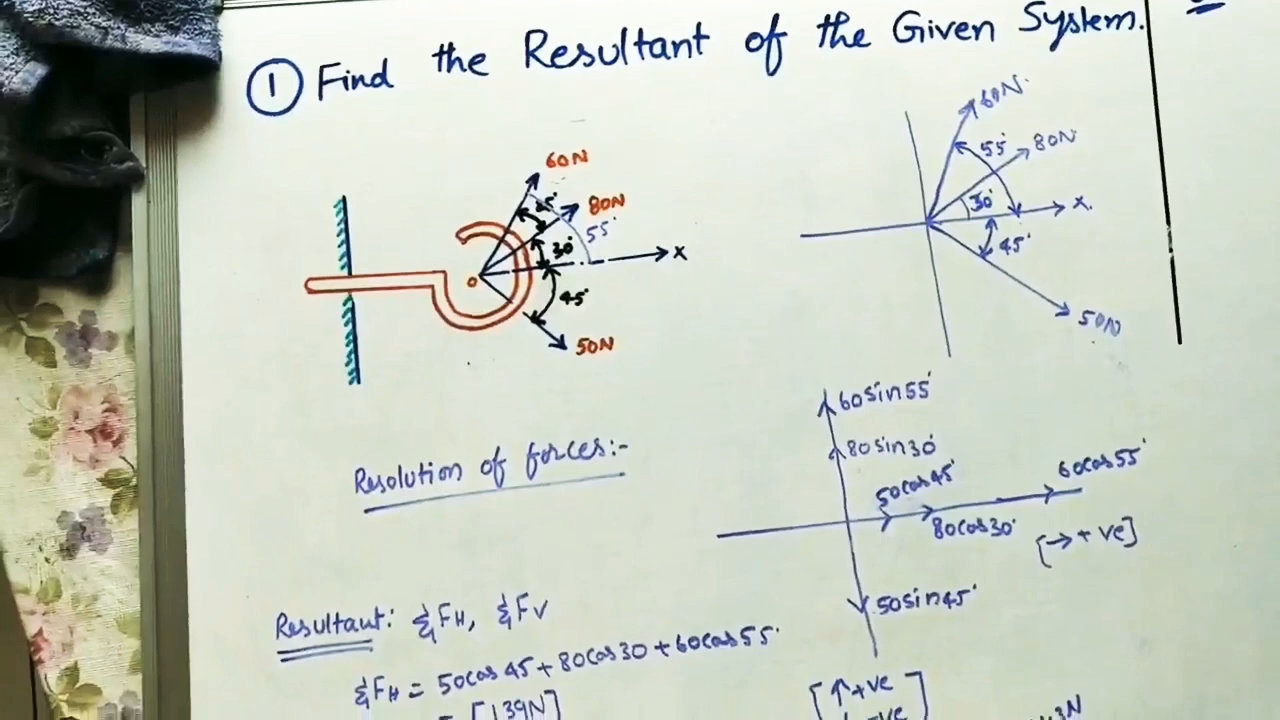 ① Find the Resultant of the Given System.
60N
80N
25°
30°
55°
X
45°
50N
o
60N.
55°
80N
30°
X.
45°
50N
Resolution of forces:-
60sin55°
80sin30°
50cos45°
60cos55°
80cos30°
[→+ve]
50sin45°
Resultant: ΣFH, ΣFV
ΣFH = 50cos45+80cos30+60cos55°
= [139N]
[↑+ve